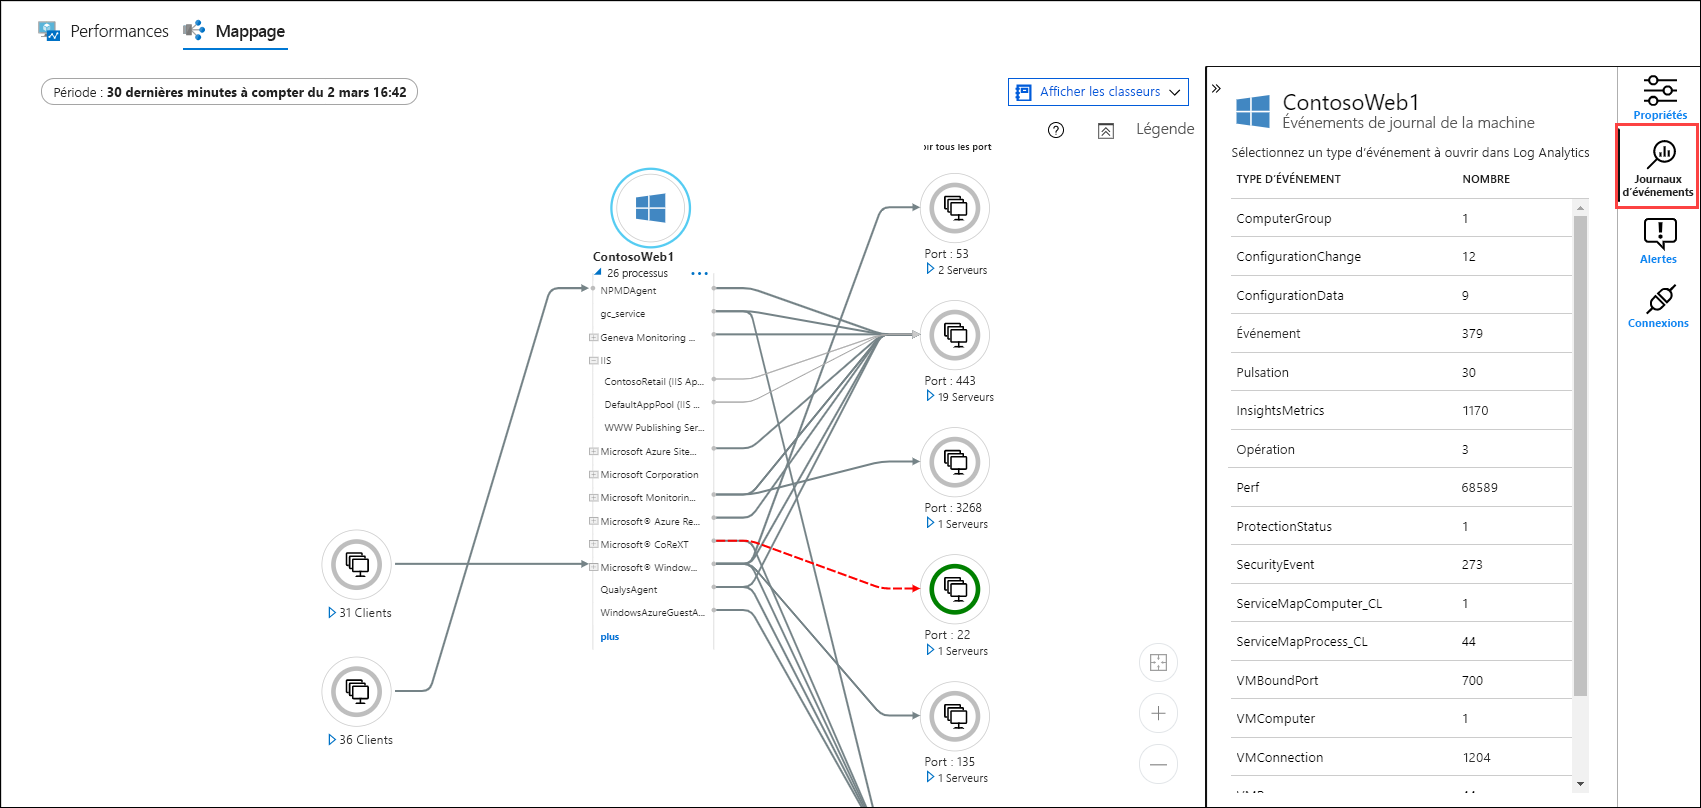 Performances
Mappage
Période : 30 dernières minutes à compter du 2 mars 16:42
Afficher les classeurs
Légende
oir tous les port
ContosoWeb1
26 processus
NPMDAgent
gc_service
Geneva Monitoring ...
IIS
ContosoRetail (IIS Ap...
DefaultAppPool (IIS ...
WWW Publishing Ser...
Microsoft Azure Site...
Microsoft Corporation
Microsoft Monitorin...
Microsoft® Azure Re...
Microsoft® CoReXT
Microsoft® Window...
QualysAgent
WindowsAzureGuestA...
plus
31 Clients
36 Clients
Port : 53
2 Serveurs
Port : 443
19 Serveurs
Port : 3268
1 Serveurs
Port : 22
1 Serveurs
Port : 135
1 Serveurs
ContosoWeb1
Événements de journal de la machine
Sélectionnez un type d'événement à ouvrir dans Log Analytics
TYPE D'ÉVÉNEMENT NOMBRE
ComputerGroup 1
ConfigurationChange 12
ConfigurationData 9
Événement 379
Pulsation 30
InsightsMetrics 1170
Opération 3
Perf 68589
ProtectionStatus 1
SecurityEvent 273
ServiceMapComputer_CL 1
ServiceMapProcess_CL 44
VMBoundPort 700
VMComputer 1
VMConnection 1204
Propriétés
Journaux
d'événements
Alertes
Connexions